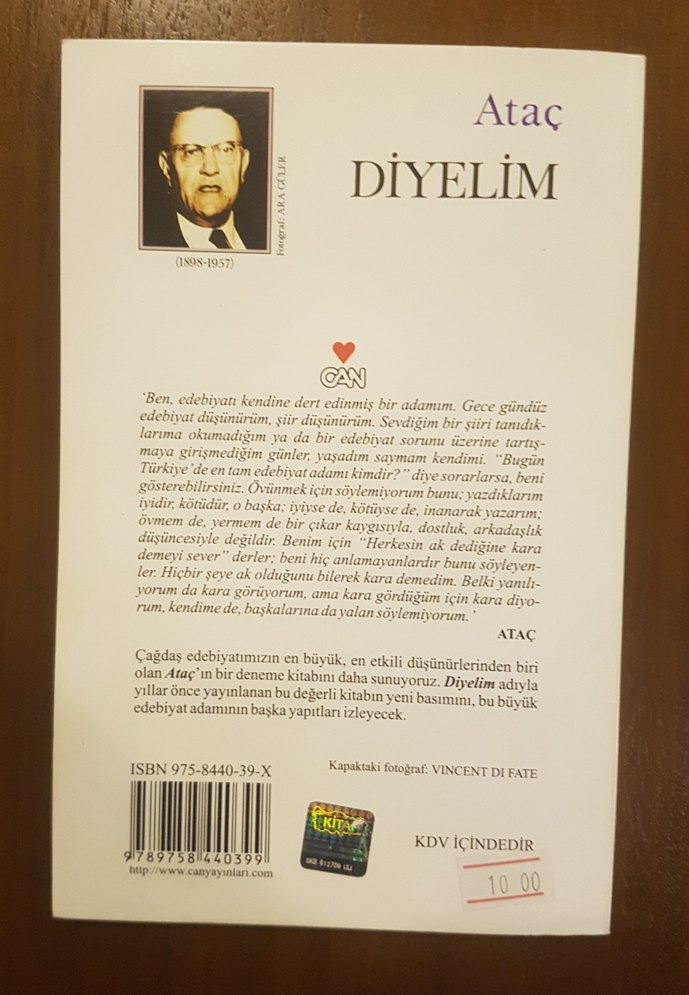 Ataç
DİYELİM
Fotoğraf: ARA GÜLER
(1898-1957)
CAN
'Ben, edebiyatı kendine dert edinmiş bir adamım. Gece gündüz
edebiyat düşünürüm, şiir düşünürüm. Sevdiğim bir şiiri tanıdık-
larıma okumadığım ya da bir edebiyat sorunu üzerine tartış-
maya girişmediğim günler, yaşadım saymam kendimi. "Bugün
Türkiye'de en tam edebiyat adamı kimdir?" diye sorarlarsa, beni
gösterebilirsiniz. Övünmek için söylemiyorum bunu; yazdıklarım
iyidir, kötüdür, o başka; iyiyse de, kötüyse de, inanarak yazarım;
övmem de, yermem de bir çıkar kaygısıyla, dostluk, arkadaşlık
düşüncesiyle değildir. Benim için "Herkesin ak dediğine kara
demeyi sever" derler; beni hiç anlamayanlardır bunu söyleyen-
ler. Hiçbir şeye ak olduğunu bilerek kara demedim. Belki yanılı-
yorum da kara görüyorum, ama kara gördüğüm için kara diyo-
rum, kendime de, başkalarına da yalan söylemiyorum.'
ATAÇ
Çağdaş edebiyatımızın en büyük, en etkili düşünürlerinden biri
olan Ataç'ın bir deneme kitabını daha sunuyoruz. Diyelim adıyla
yıllar önce yayınlanan bu değerli kitabın yeni basımını, bu büyük
edebiyat adamının başka yapıtları izleyecek.
ISBN 975-8440-39-X
Kapaktaki fotoğraf: VINCENT DI FATE
9 789758 440399
http://www.canyayınları.com
KİTAP
KDV İÇİNDEDİR
10 00